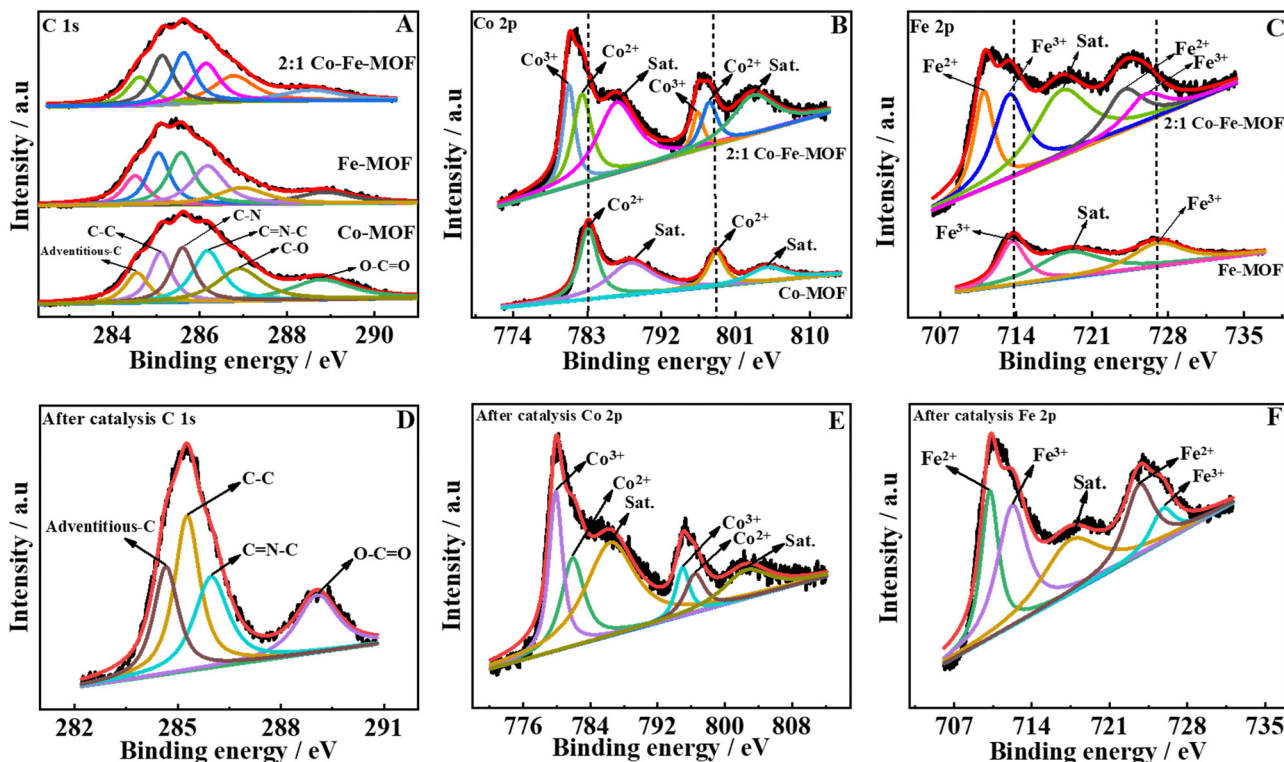 C 1s
A
2:1 Co-Fe-MOF
Fe-MOF
C-N
C-C
C=N-C
Co-MOF
Adventitious-C
C-O
O-C=O
Intensity / a.u
284 286 288 290
Binding energy / eV
Co 2p
B
Co³⁺
Co²⁺
Sat.
Co²⁺
Sat.
Co³⁺
2:1 Co-Fe-MOF
Co²⁺
Sat.
Co²⁺
Sat.
Co-MOF
Intensity / a.u
774 783 792 801 810
Binding energy / eV
Fe 2p
C
Fe²⁺
Fe³⁺
Sat.
Fe²⁺
Fe³⁺
2:1 Co-Fe-MOF
Fe³⁺
Sat.
Fe³⁺
Fe-MOF
Intensity / a.u
707 714 721 728 735
Binding energy / eV
After catalysis C 1s
D
C-C
Adventitious-C
C=N-C
O-C=O
Intensity / a.u
282 285 288 291
Binding energy / eV
After catalysis Co 2p
E
Co³⁺
Co²⁺
Sat.
Co³⁺
Co²⁺
Sat.
Intensity / a.u
776 784 792 800 808
Binding energy / eV
After catalysis Fe 2p
F
Fe²⁺
Fe³⁺
Sat.
Fe²⁺
Fe³⁺
Intensity / a.u
707 714 721 728 735
Binding energy / eV